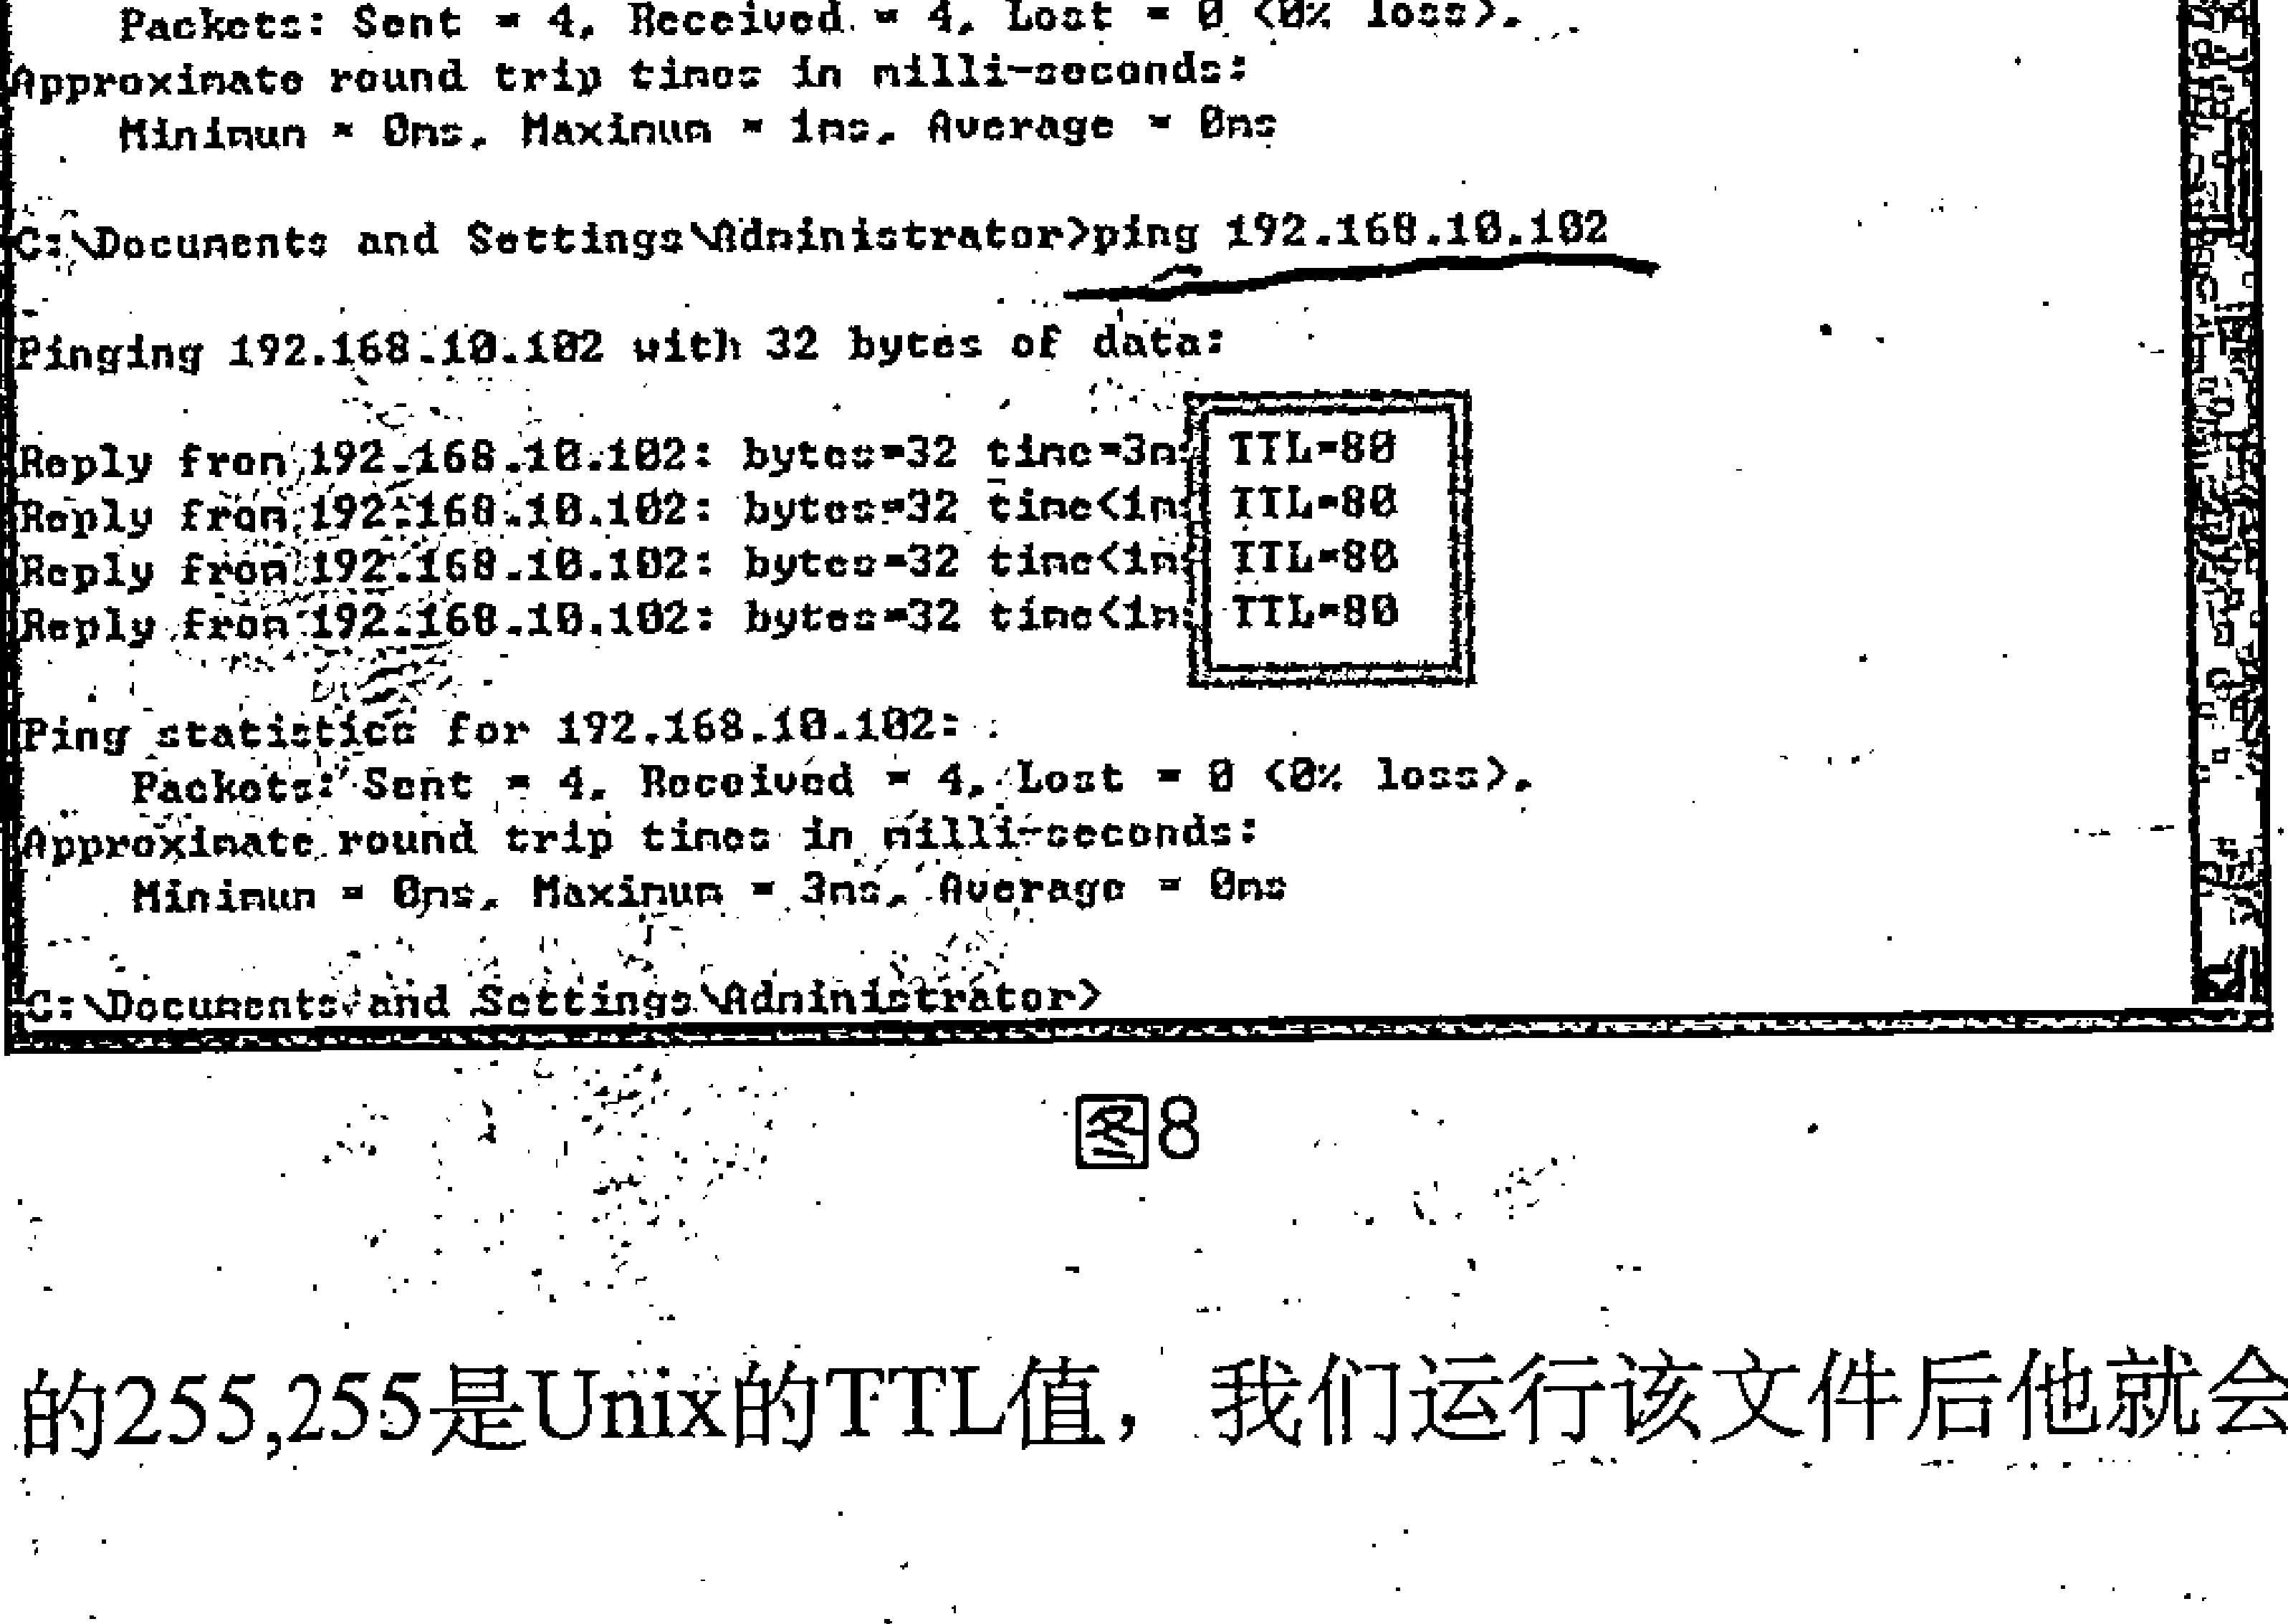 Packets: Sent = 4, Received = 4, Lost = 0 (0% loss),
Approximate round trip times in milli-seconds:
Minimum = 0ms, Maximum = 1ms, Average = 0ms
C:\Documents and Settings\Administrator>ping 192.168.10.102
Pinging 192.168.10.102 with 32 bytes of data:
Reply from 192.168.10.102: bytes=32 time=3ms TTL=80
Reply from 192.168.10.102: bytes=32 time<1ms TTL=80
Reply from 192.168.10.102: bytes=32 time<1ms TTL=80
Reply from 192.168.10.102: bytes=32 time<1ms TTL=80
Ping statistics for 192.168.10.102:
Packets: Sent = 4, Received = 4, Lost = 0 (0% loss),
Approximate round trip times in milli-seconds:
Minimum = 0ms, Maximum = 3ms, Average = 0ms
C:\Documents and Settings\Administrator>
图8
的255,255是Unix的TTL值，我们运行该文件后他就会